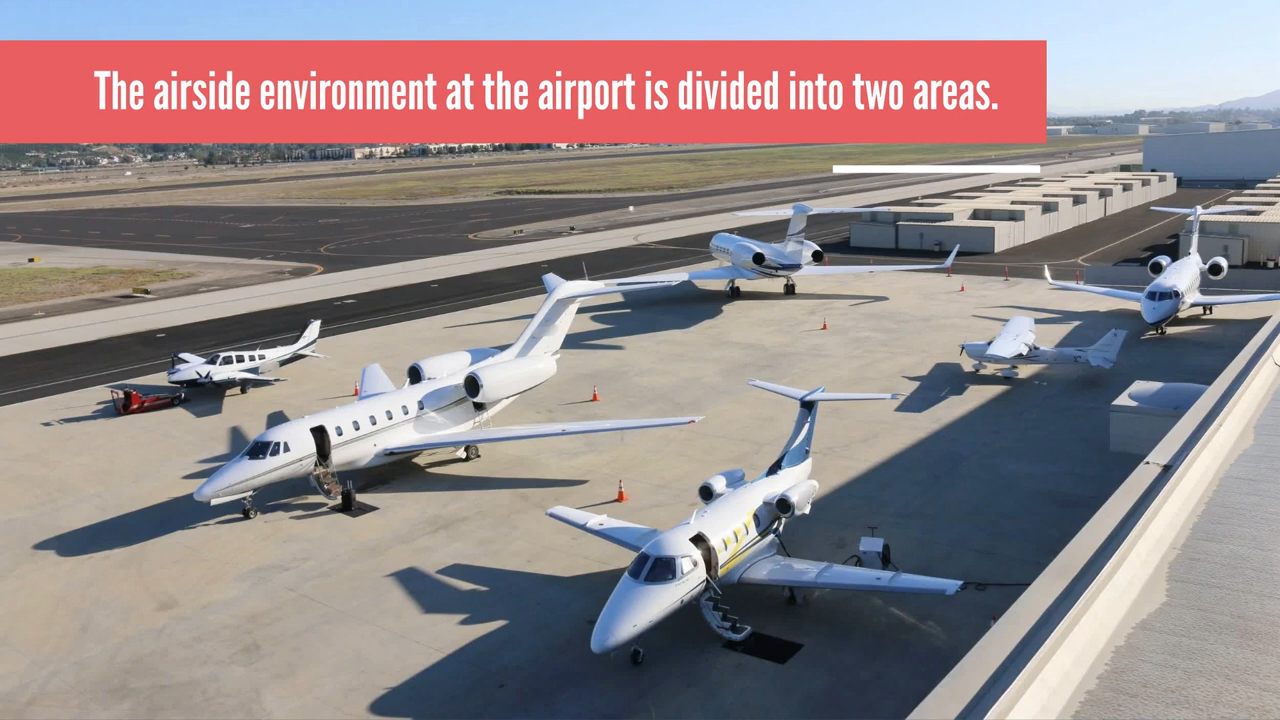 The airside environment at the airport is divided into two areas.